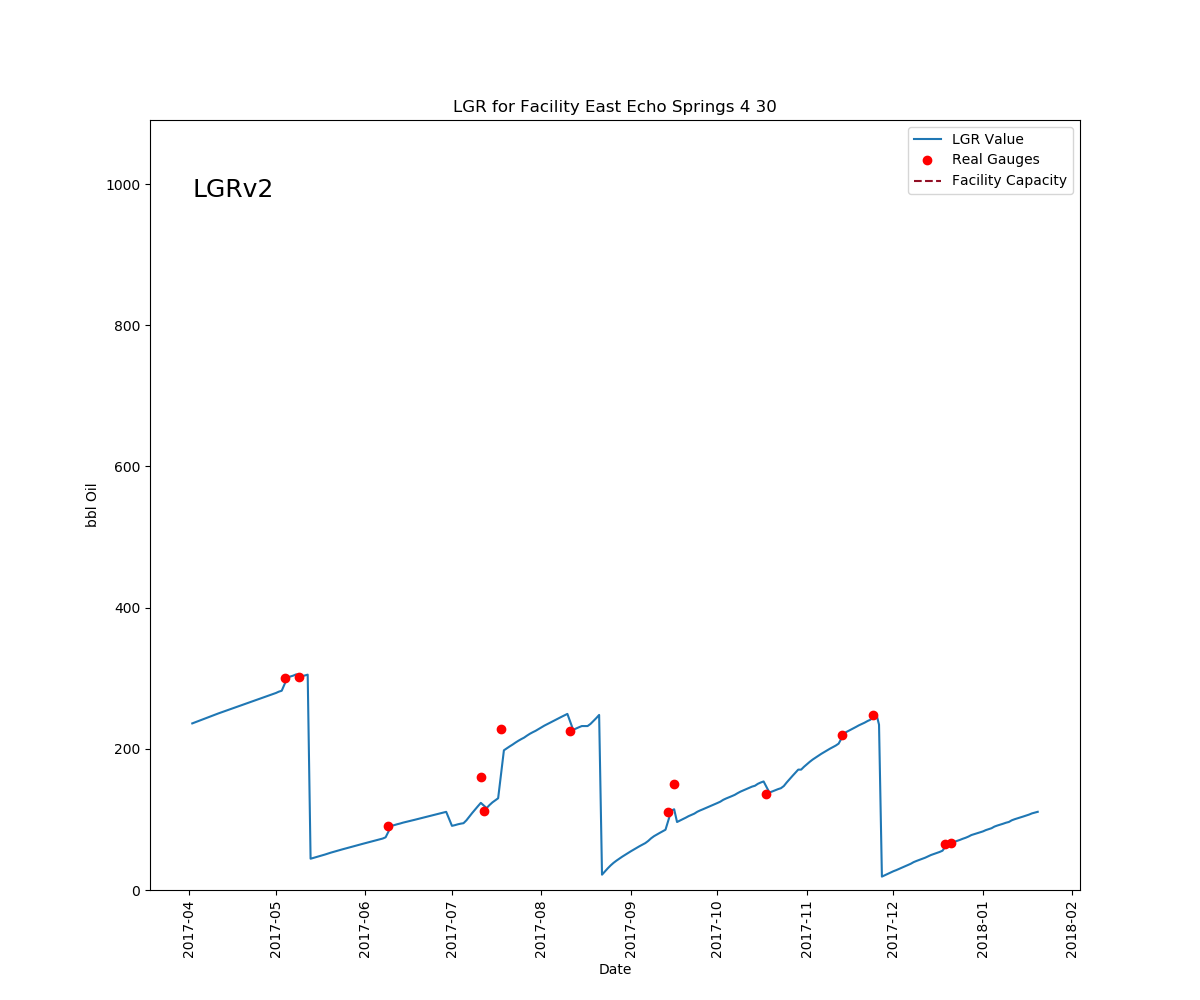 LGR for Facility East Echo Springs 4 30
LGRv2
LGR Value
Real Gauges
Facility Capacity
bbl Oil
1000
800
600
400
200
0
2017-04
2017-05
2017-06
2017-07
2017-08
2017-09
2017-10
2017-11
2017-12
2018-01
2018-02
Date